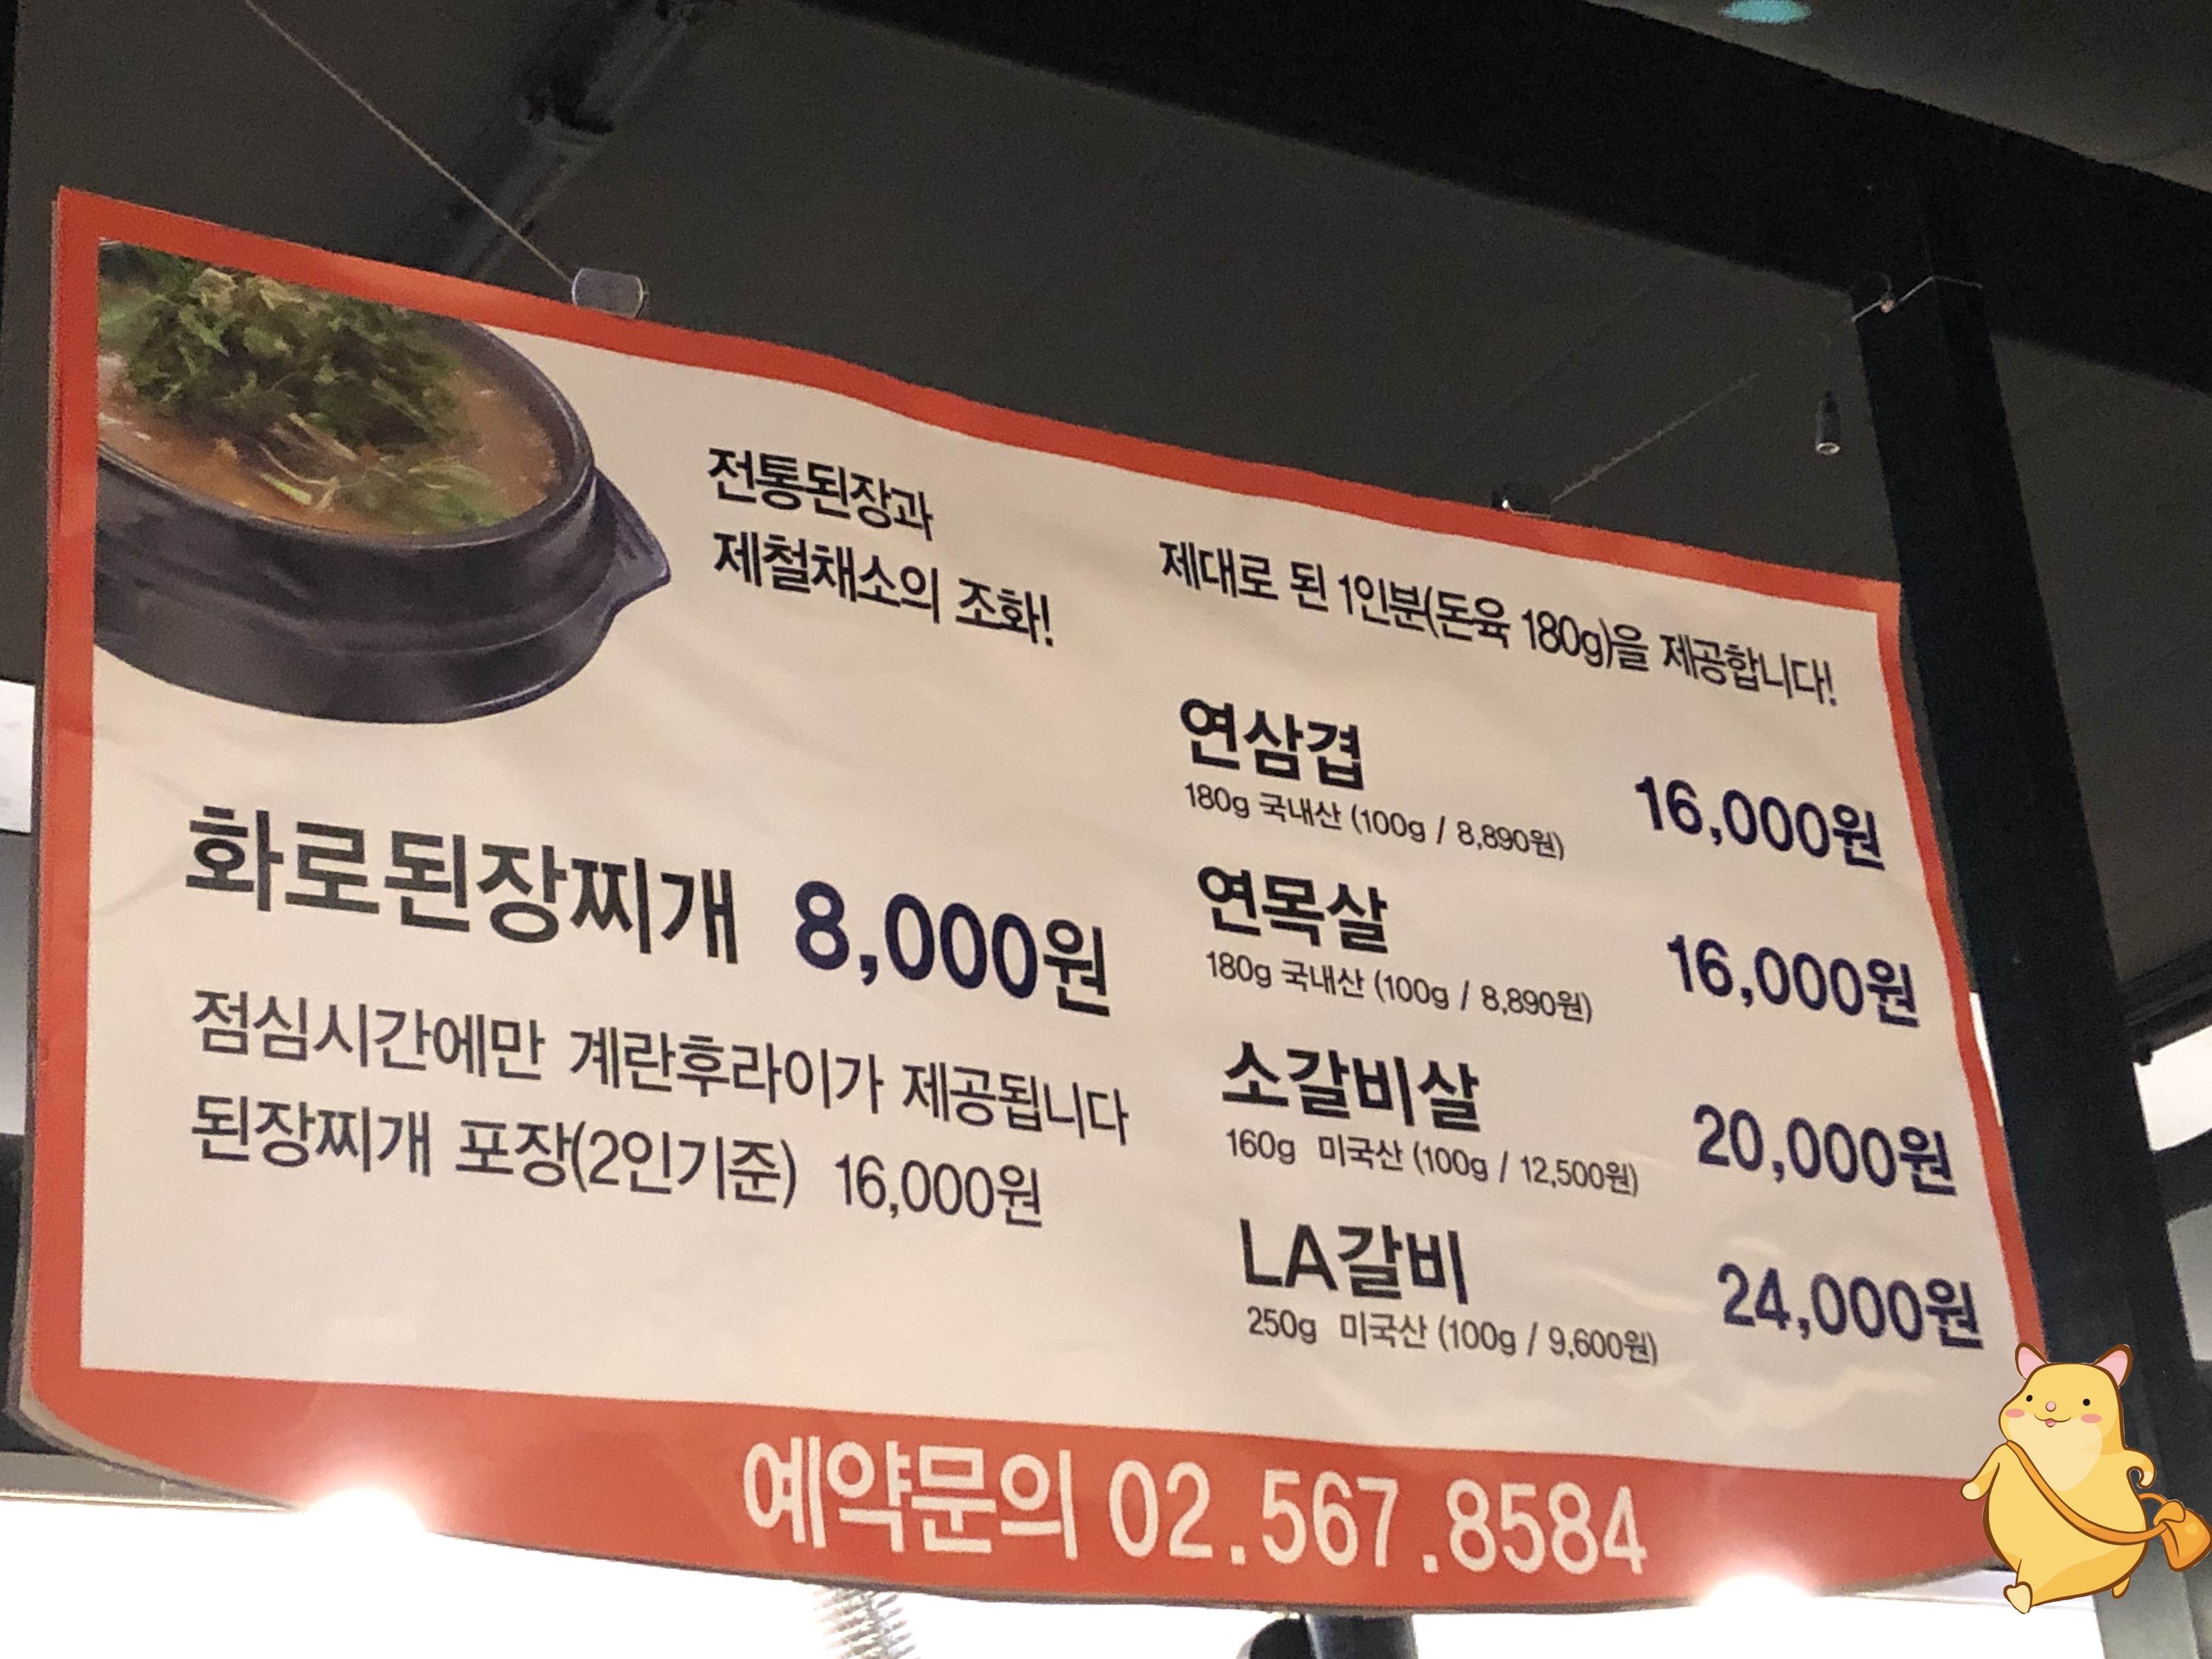 전통된장과
제철채소의 조화!
화로된장찌개 8,000원
점심시간에만 계란후라이가 제공됩니다
된장찌개 포장(2인기준) 16,000원
제대로 된 1인분(돈육 180g)을 제공합니다!
연삼겹 16,000원
180g 국내산 (100g / 8,890원)
연목살 16,000원
180g 국내산 (100g / 8,890원)
소갈비살 20,000원
160g 미국산 (100g / 12,500원)
LA갈비 24,000원
250g 미국산 (100g / 9,600원)
예약문의 02.567.8584